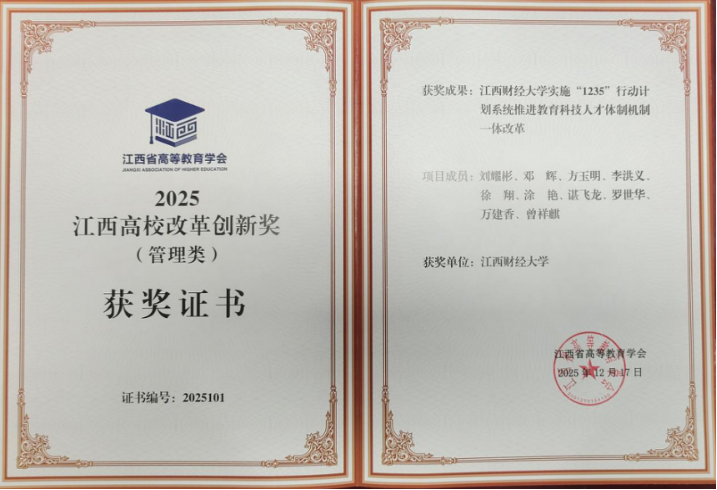 江西省高等教育学会
JIANGXI ASSOCIATION OF HIGHER EDUCATION
2025
江西高校改革创新奖
（管理类）
获奖证书
证书编号：2025101
获奖成果：江西财经大学实施“1235”行动计
划系统推进教育科技人才体制机制
一体改革
项目成员：刘耀彬、邓　辉、方玉明、李洪义、
徐　翔、涂　艳、谌飞龙、罗世华、
万建香、曾祥麒
获奖单位：江西财经大学
江西省高等教育学会
2025年12月17日